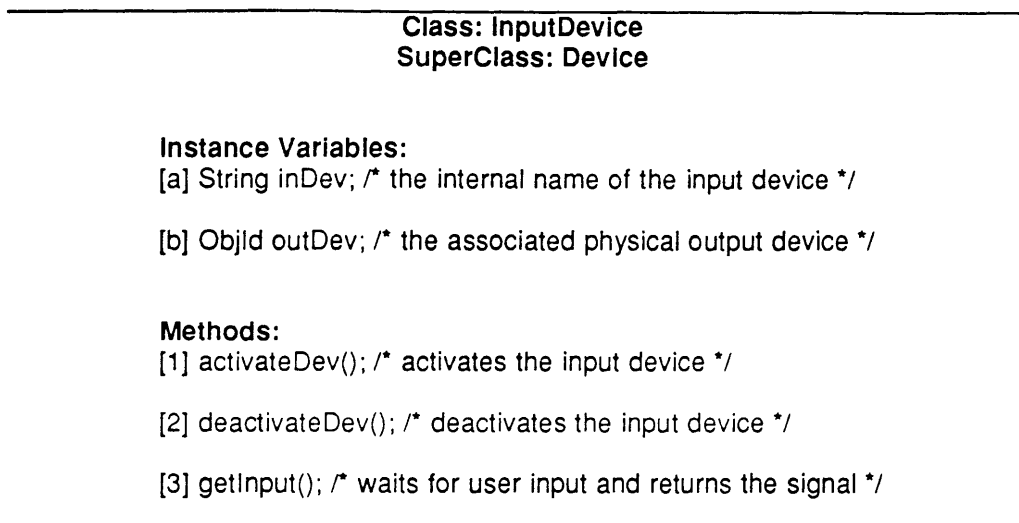 Class: InputDevice
SuperClass: Device
Instance Variables:
[a] String inDev; /* the internal name of the input device */
[b] ObjId outDev; /* the associated physical output device */
Methods:
[1] activateDev(); /* activates the input device */
[2] deactivateDev(); /* deactivates the input device */
[3] getInput(); /* waits for user input and returns the signal */